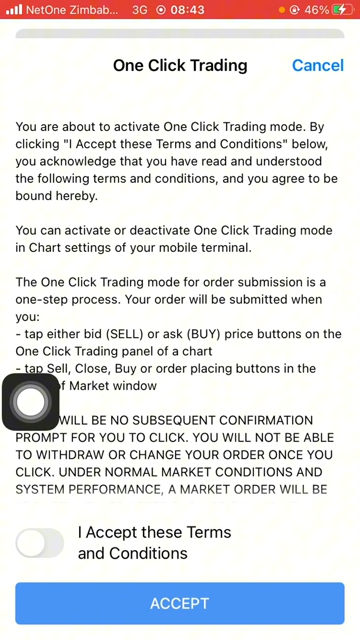 NetOne Zimbab... 3G 08:43 46%
One Click Trading Cancel
You are about to activate One Click Trading mode. By
clicking "I Accept these Terms and Conditions" below,
you acknowledge that you have read and understood
the following terms and conditions, and you agree to be
bound hereby.
You can activate or deactivate One Click Trading mode
in Chart settings of your mobile terminal.
The One Click Trading mode for order submission is a
one-step process. Your order will be submitted when
you:
- tap either bid (SELL) or ask (BUY) price buttons on the
One Click Trading panel of a chart
- tap Sell, Close, Buy or order placing buttons in the
of Market window
WILL BE NO SUBSEQUENT CONFIRMATION
PROMPT FOR YOU TO CLICK. YOU WILL NOT BE ABLE
TO WITHDRAW OR CHANGE YOUR ORDER ONCE YOU
CLICK. UNDER NORMAL MARKET CONDITIONS AND
SYSTEM PERFORMANCE, A MARKET ORDER WILL BE
I Accept these Terms
and Conditions
ACCEPT